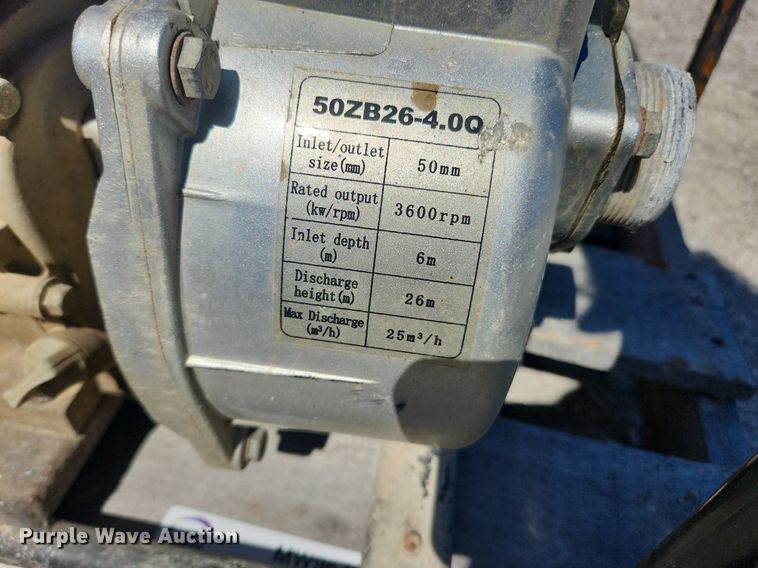 50ZB26-4.0Q
Inlet/outlet
size(mm)
50mm
Rated output
(kw/rpm)
3600rpm
Inlet depth
(m)
6m
Discharge
height(m)
26m
Max Discharge
(m³/h)
25m³/h
Purple Wave Auction